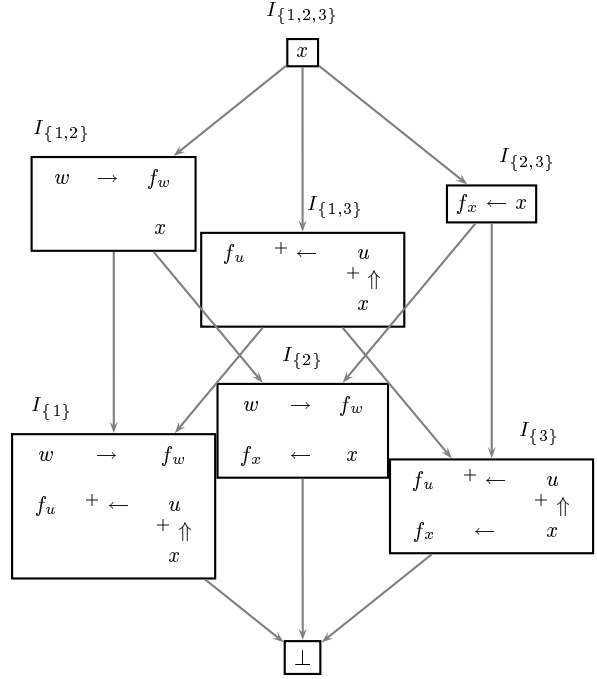 I{1,2,3}
x
I{1,2}
w → f_w
x
I{2,3}
f_x ← x
I{1,3}
f_u + ← u
+ ⇑
x
I{2}
w → f_w
f_x ← x
I{1}
w → f_w
f_u + ← u
+ ⇑
x
I{3}
f_u + ← u
+ ⇑
f_x ← x
⊥